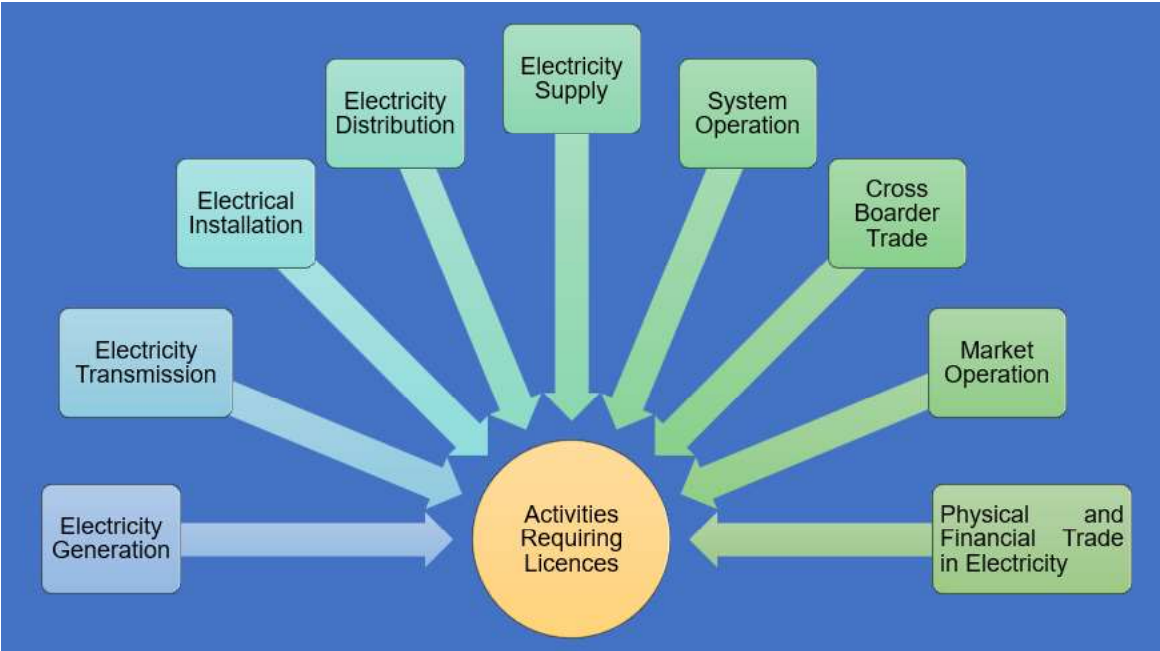 Electricity
Supply
Electricity
Distribution
System
Operation
Electrical
Installation
Cross
Boarder
Trade
Electricity
Transmission
Market
Operation
Electricity
Generation
Activities
Requiring
Licences
Physical and
Financial Trade
in Electricity